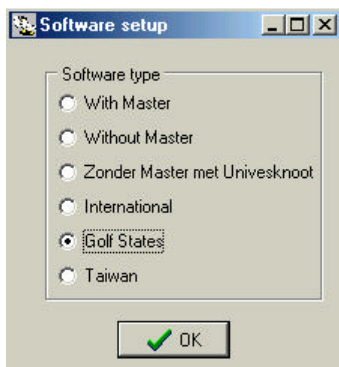 Software setup
Software type
With Master
Without Master
Zonder Master met Univesknoot
International
Golf States
Taiwan
OK